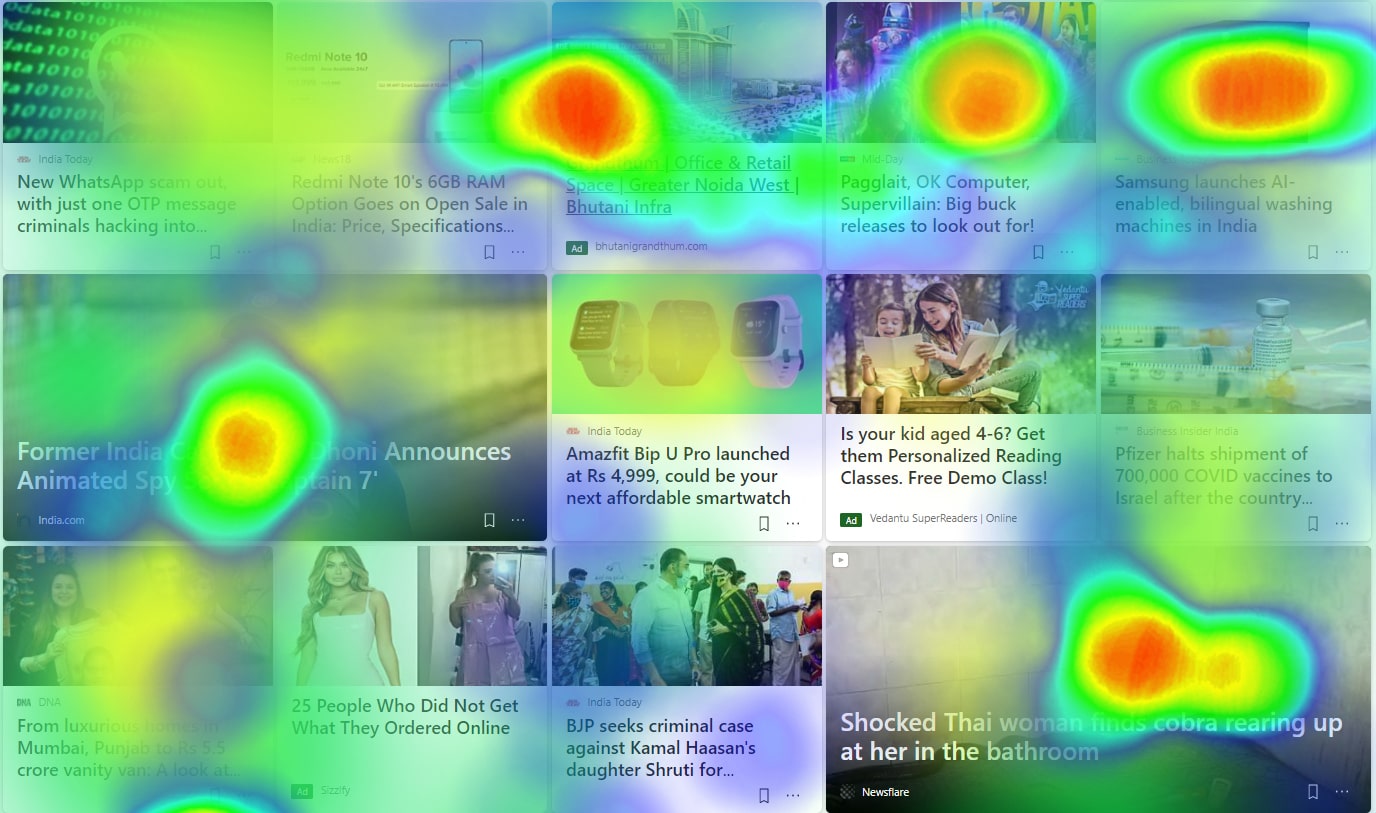 data1010
Redmi Note 10
India Today
New WhatsApp scam out,
with just one OTP message
criminals hacking into...
News18
Redmi Note 10's 6GB RAM
Option Goes on Open Sale in
India: Price, Specifications...
| Office & Retail
Space | Greater Noida West |
Bhutani Infra
Ad bhutanigrandthum.com
Mid-Day
Pagglait, OK Computer,
Supervillain: Big buck
releases to look out for!
Business
Samsung launches AI-
enabled, bilingual washing
machines in India
Former India Dhoni Announces
Animated Spy 7'
India.com
India Today
Amazfit Bip U Pro launched
at Rs 4,999, could be your
next affordable smartwatch
Vedantu
SUPER
READERS
Is your kid aged 4-6? Get
them Personalized Reading
Classes. Free Demo Class!
Ad Vedantu SuperReaders | Online
Business Insider India
Pfizer halts shipment of
700,000 COVID vaccines to
Israel after the country...
DNA DNA
From luxurious homes in
Mumbai, Punjab to Rs 5.5
crore vanity van: A look at...
25 People Who Did Not Get
What They Ordered Online
Ad Sizzlfy
India Today
BJP seeks criminal case
against Kamal Haasan's
daughter Shruti for...
Shocked Thai woman finds cobra rearing up
at her in the bathroom
Newsflare